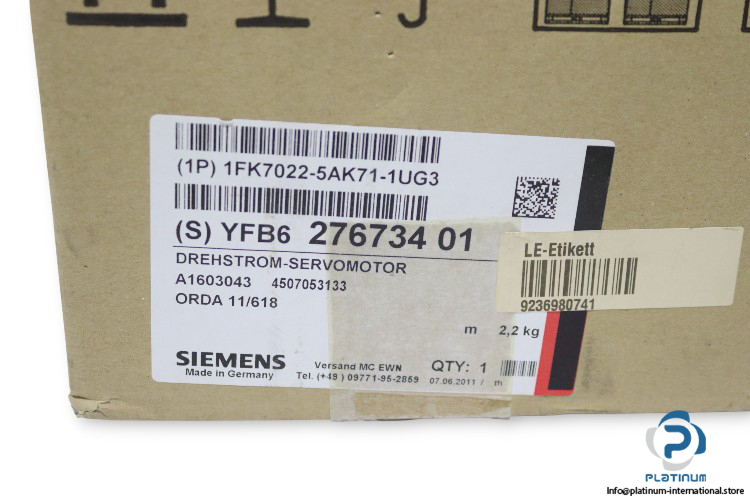 (1P) 1FK7022-5AK71-1UG3
(S) YFB6 276734 01
DREHSTROM-SERVOMOTOR
A1603043 4507053133
ORDA 11/618
m 2,2 kg
SIEMENS
Made in Germany
Versand MC EWN
Tel. (+49 ) 09771-95-2859
QTY: 1
07.06.2011 / th
LE-Etikett
9236980741
PLATINUM
INTERNATIONAL
Info@platinum-international.store